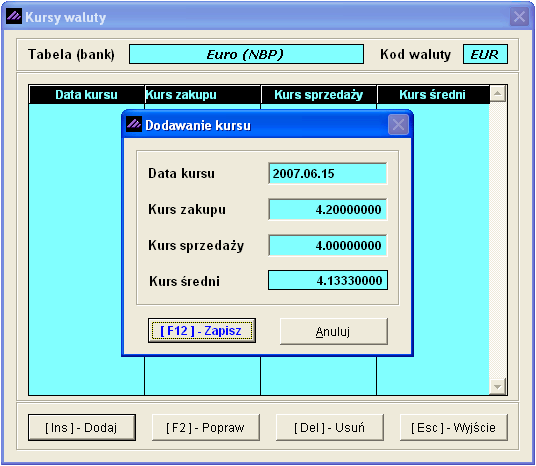 Kursy waluty
Tabela (bank) Euro (NBP) Kod waluty EUR
Data kursu Kurs zakupu Kurs sprzedaży Kurs średni
Dodawanie kursu
Data kursu 2007.06.15
Kurs zakupu 4.20000000
Kurs sprzedaży 4.00000000
Kurs średni 4.13330000
[ F12 ] - Zapisz Anuluj
[ Ins ] - Dodaj [ F2 ] - Popraw [ Del ] - Usuń [ Esc ] - Wyjście